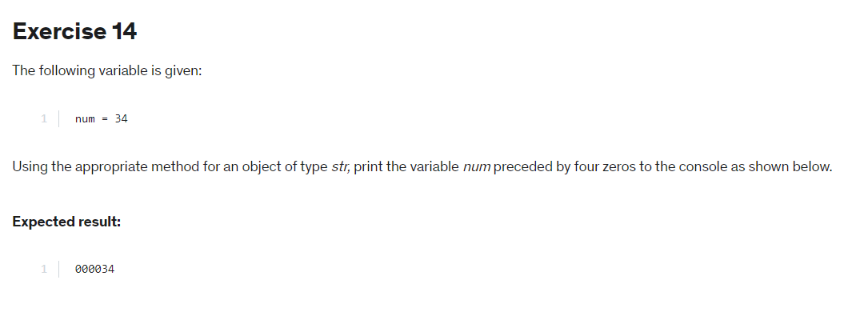 Exercise 14
The following variable is given:
1 num = 34
Using the appropriate method for an object of type str, print the variable num preceded by four zeros to the console as shown below.
Expected result:
1 000034